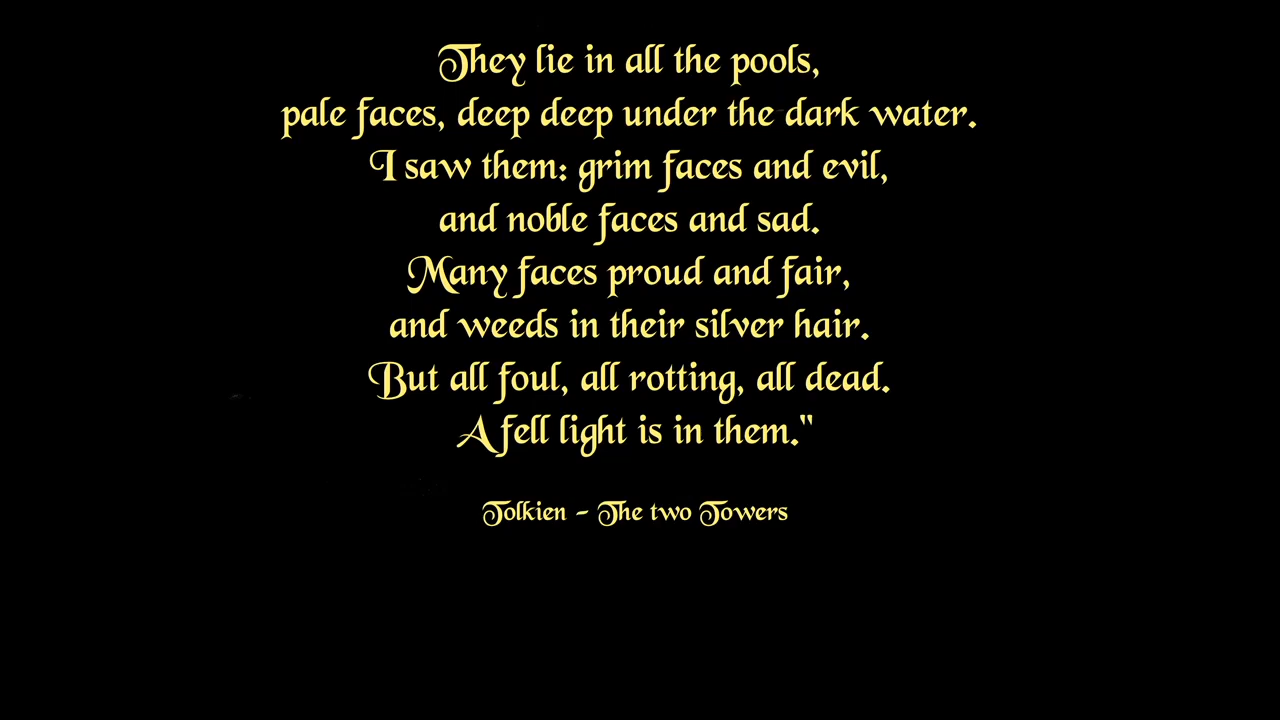 They lie in all the pools,
pale faces, deep deep under the dark water.
I saw them: grim faces and evil,
and noble faces and sad.
Many faces proud and fair,
and weeds in their silver hair.
But all foul, all rotting, all dead.
A fell light is in them."
Tolkien - The two Towers